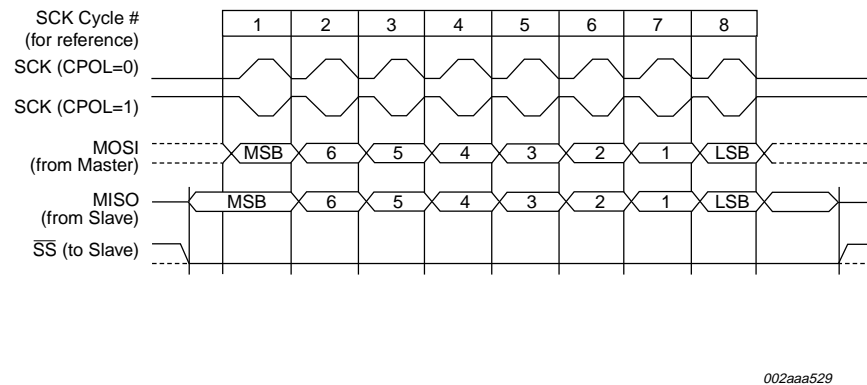 SCK Cycle # 1 2 3 4 5 6 7 8
(for reference)
SCK (CPOL=0)
SCK (CPOL=1)
MOSI MSB 6 5 4 3 2 1 LSB
(from Master)
MISO MSB 6 5 4 3 2 1 LSB
(from Slave)
S̅S̅ (to Slave)
002aaa529